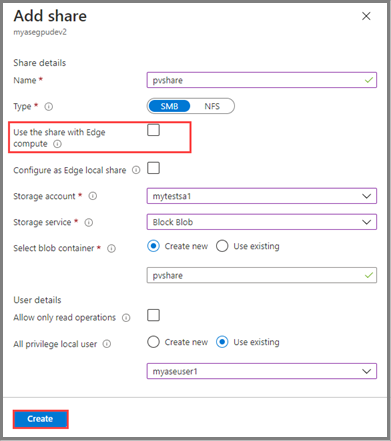 Add share
myasegpudev2
Share details
Name *
pvshare
Type *
SMB
NFS
Use the share with Edge
compute
Configure as Edge local share
Storage account *
mytestsa1
Storage service *
Block Blob
Select blob container *
Create new
Use existing
pvshare
User details
Allow only read operations
All privilege local user
Create new
Use existing
myaseuser1
Create